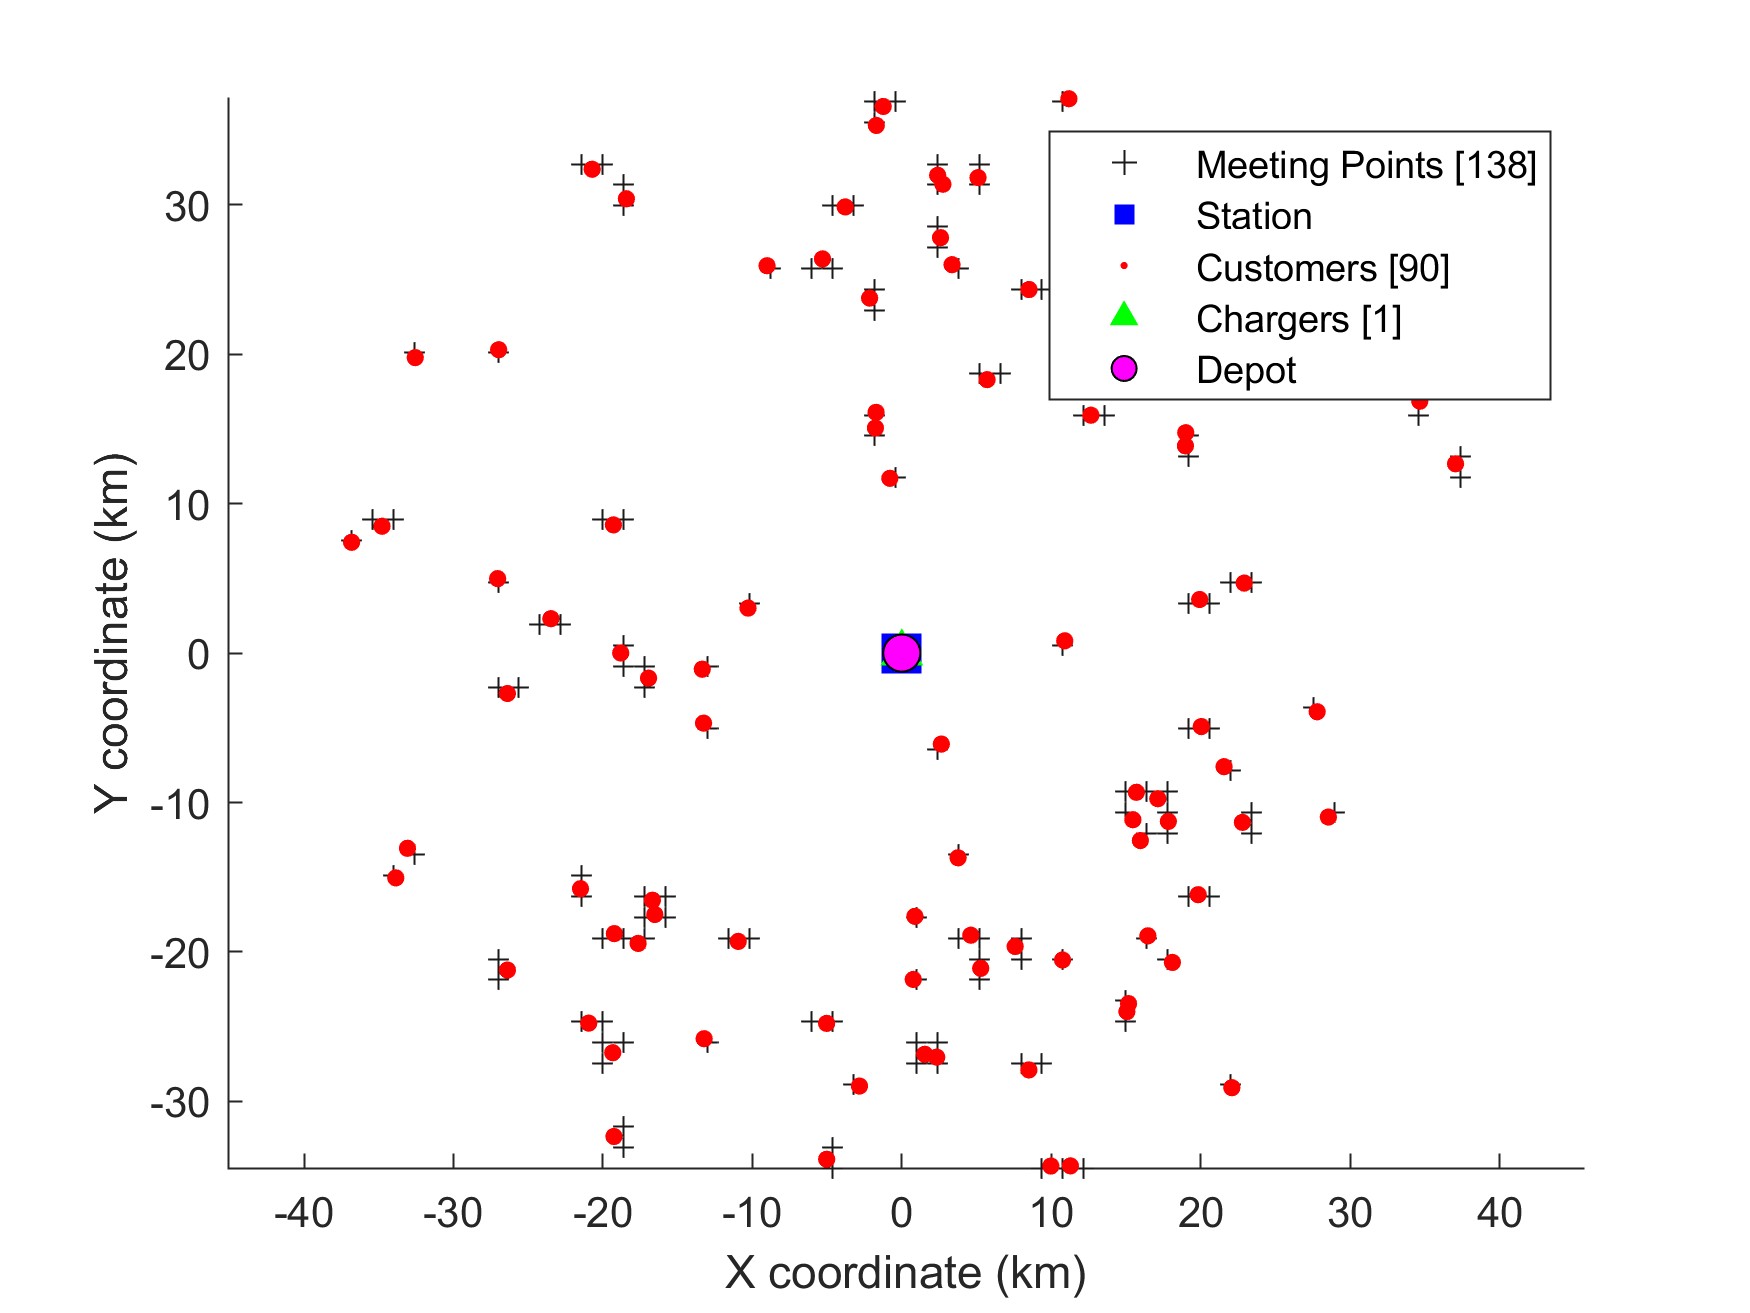 Meeting Points [138]
Station
Customers [90]
Chargers [1]
Depot
30
20
10
0
-10
-20
-30
Y coordinate (km)
-40 -30 -20 -10 0 10 20 30 40
X coordinate (km)